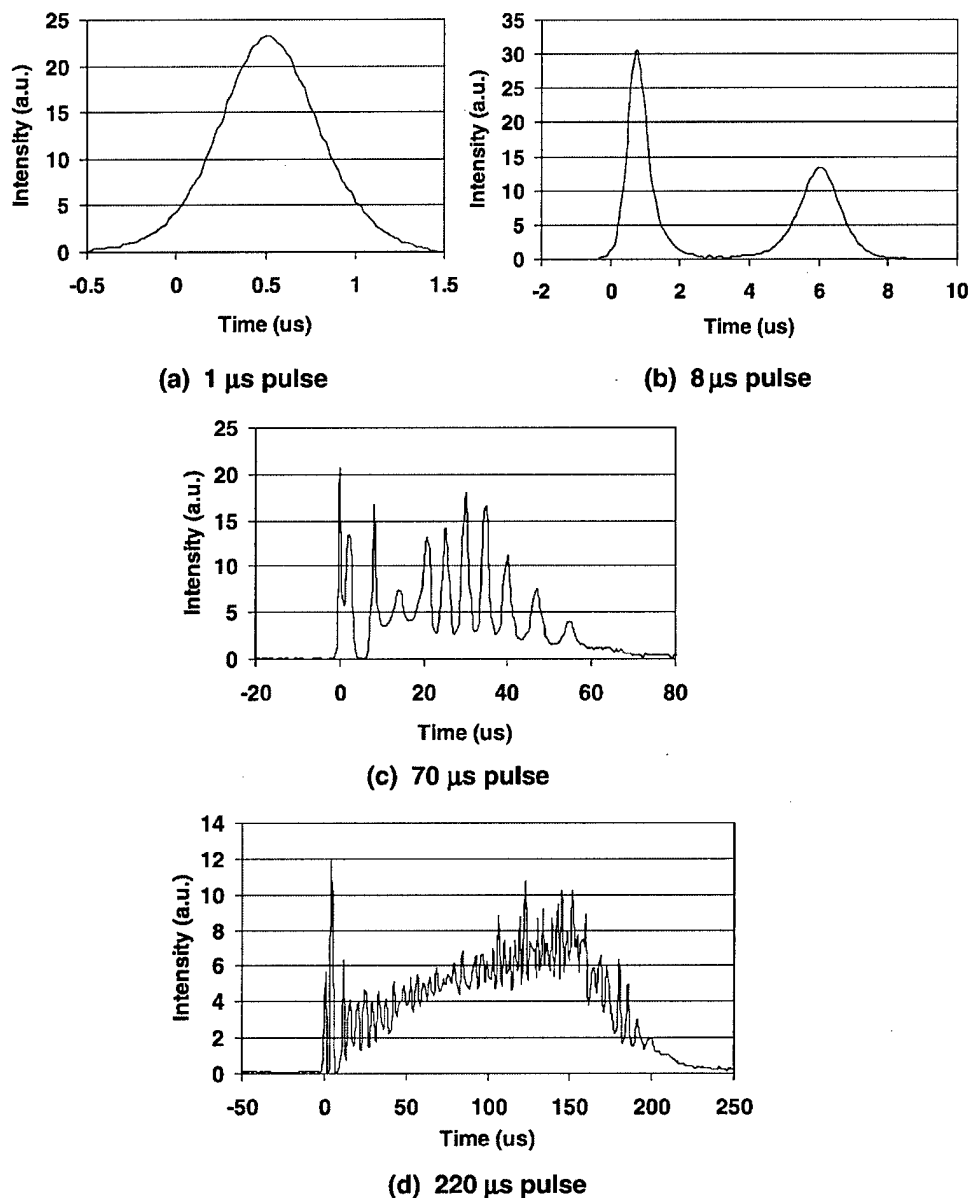 25
20
15
10
5
0
Intensity (a.u.)
-0.5 0 0.5 1 1.5
Time (us)
(a) 1 μs pulse
35
30
25
20
15
10
5
0
Intensity (a.u.)
-2 0 2 4 6 8 10
Time (us)
(b) 8 μs pulse
25
20
15
10
5
0
Intensity (a.u.)
-20 0 20 40 60 80
Time (us)
(c) 70 μs pulse
14
12
10
8
6
4
2
0
Intensity (a.u.)
-50 0 50 100 150 200 250
Time (us)
(d) 220 μs pulse